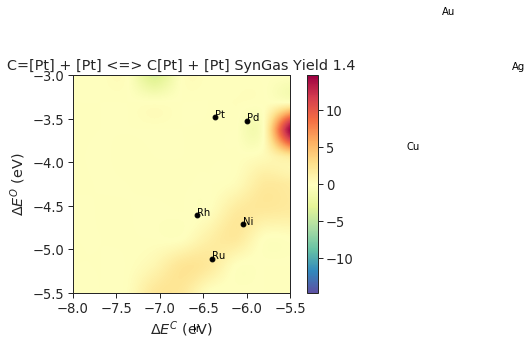 Au
Ag
C=[Pt] + [Pt] <=> C[Pt] + [Pt] SynGas Yield 1.4
−3.0
−3.5
−4.0
−4.5
−5.0
−5.5
ΔE^O (eV)
Pt
Pd
Cu
Rh
Ni
Ru
10
5
0
−5
−10
−8.0 −7.5 −7.0 −6.5 −6.0 −5.5
ΔE^C (eV)
Ir